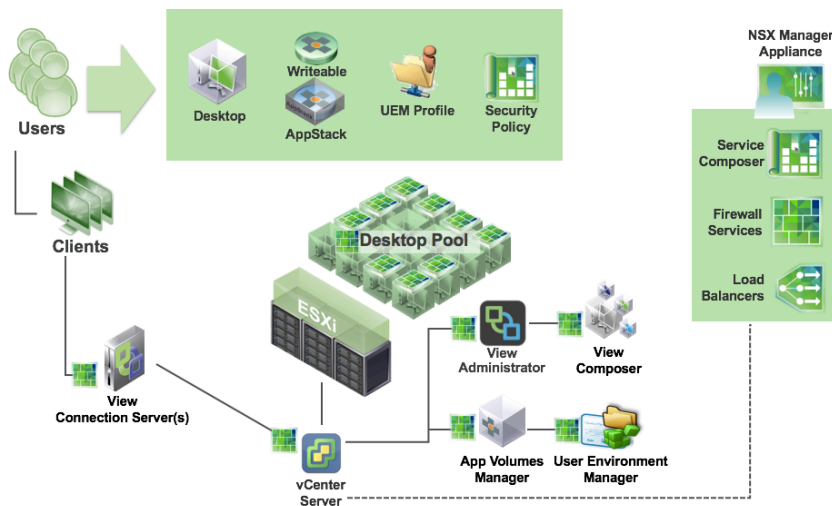 Users
Desktop
Writeable
AppStack
UEM Profile
Security
Policy
NSX Manager
Appliance
Service
Composer
Firewall
Services
Load
Balancers
Clients
Desktop Pool
ESXi
View
Connection Server(s)
View
Administrator
View
Composer
vCenter
Server
App Volumes
Manager
User Environment
Manager